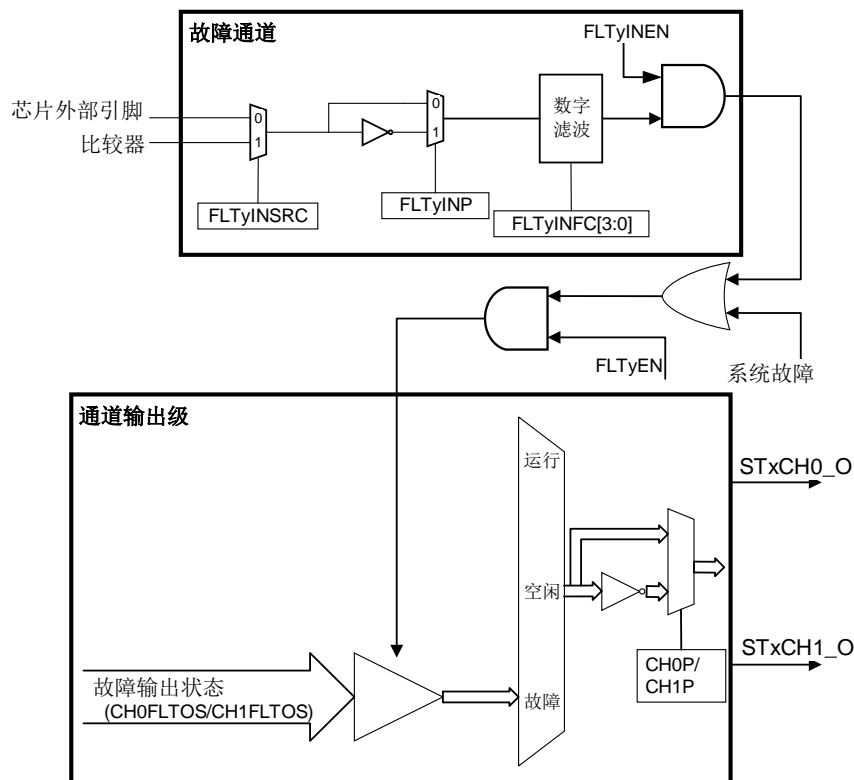 故障通道
FLTyINEN
芯片外部引脚
比较器
0
1
0
1
数字
滤波
FLTyINSRC
FLTyINP
FLTyINFC[3:0]
FLTyEN
系统故障
通道输出级
运行
空闲
故障
STxCH0_O
STxCH1_O
CH0P/
CH1P
故障输出状态
(CH0FLTOS/CH1FLTOS)